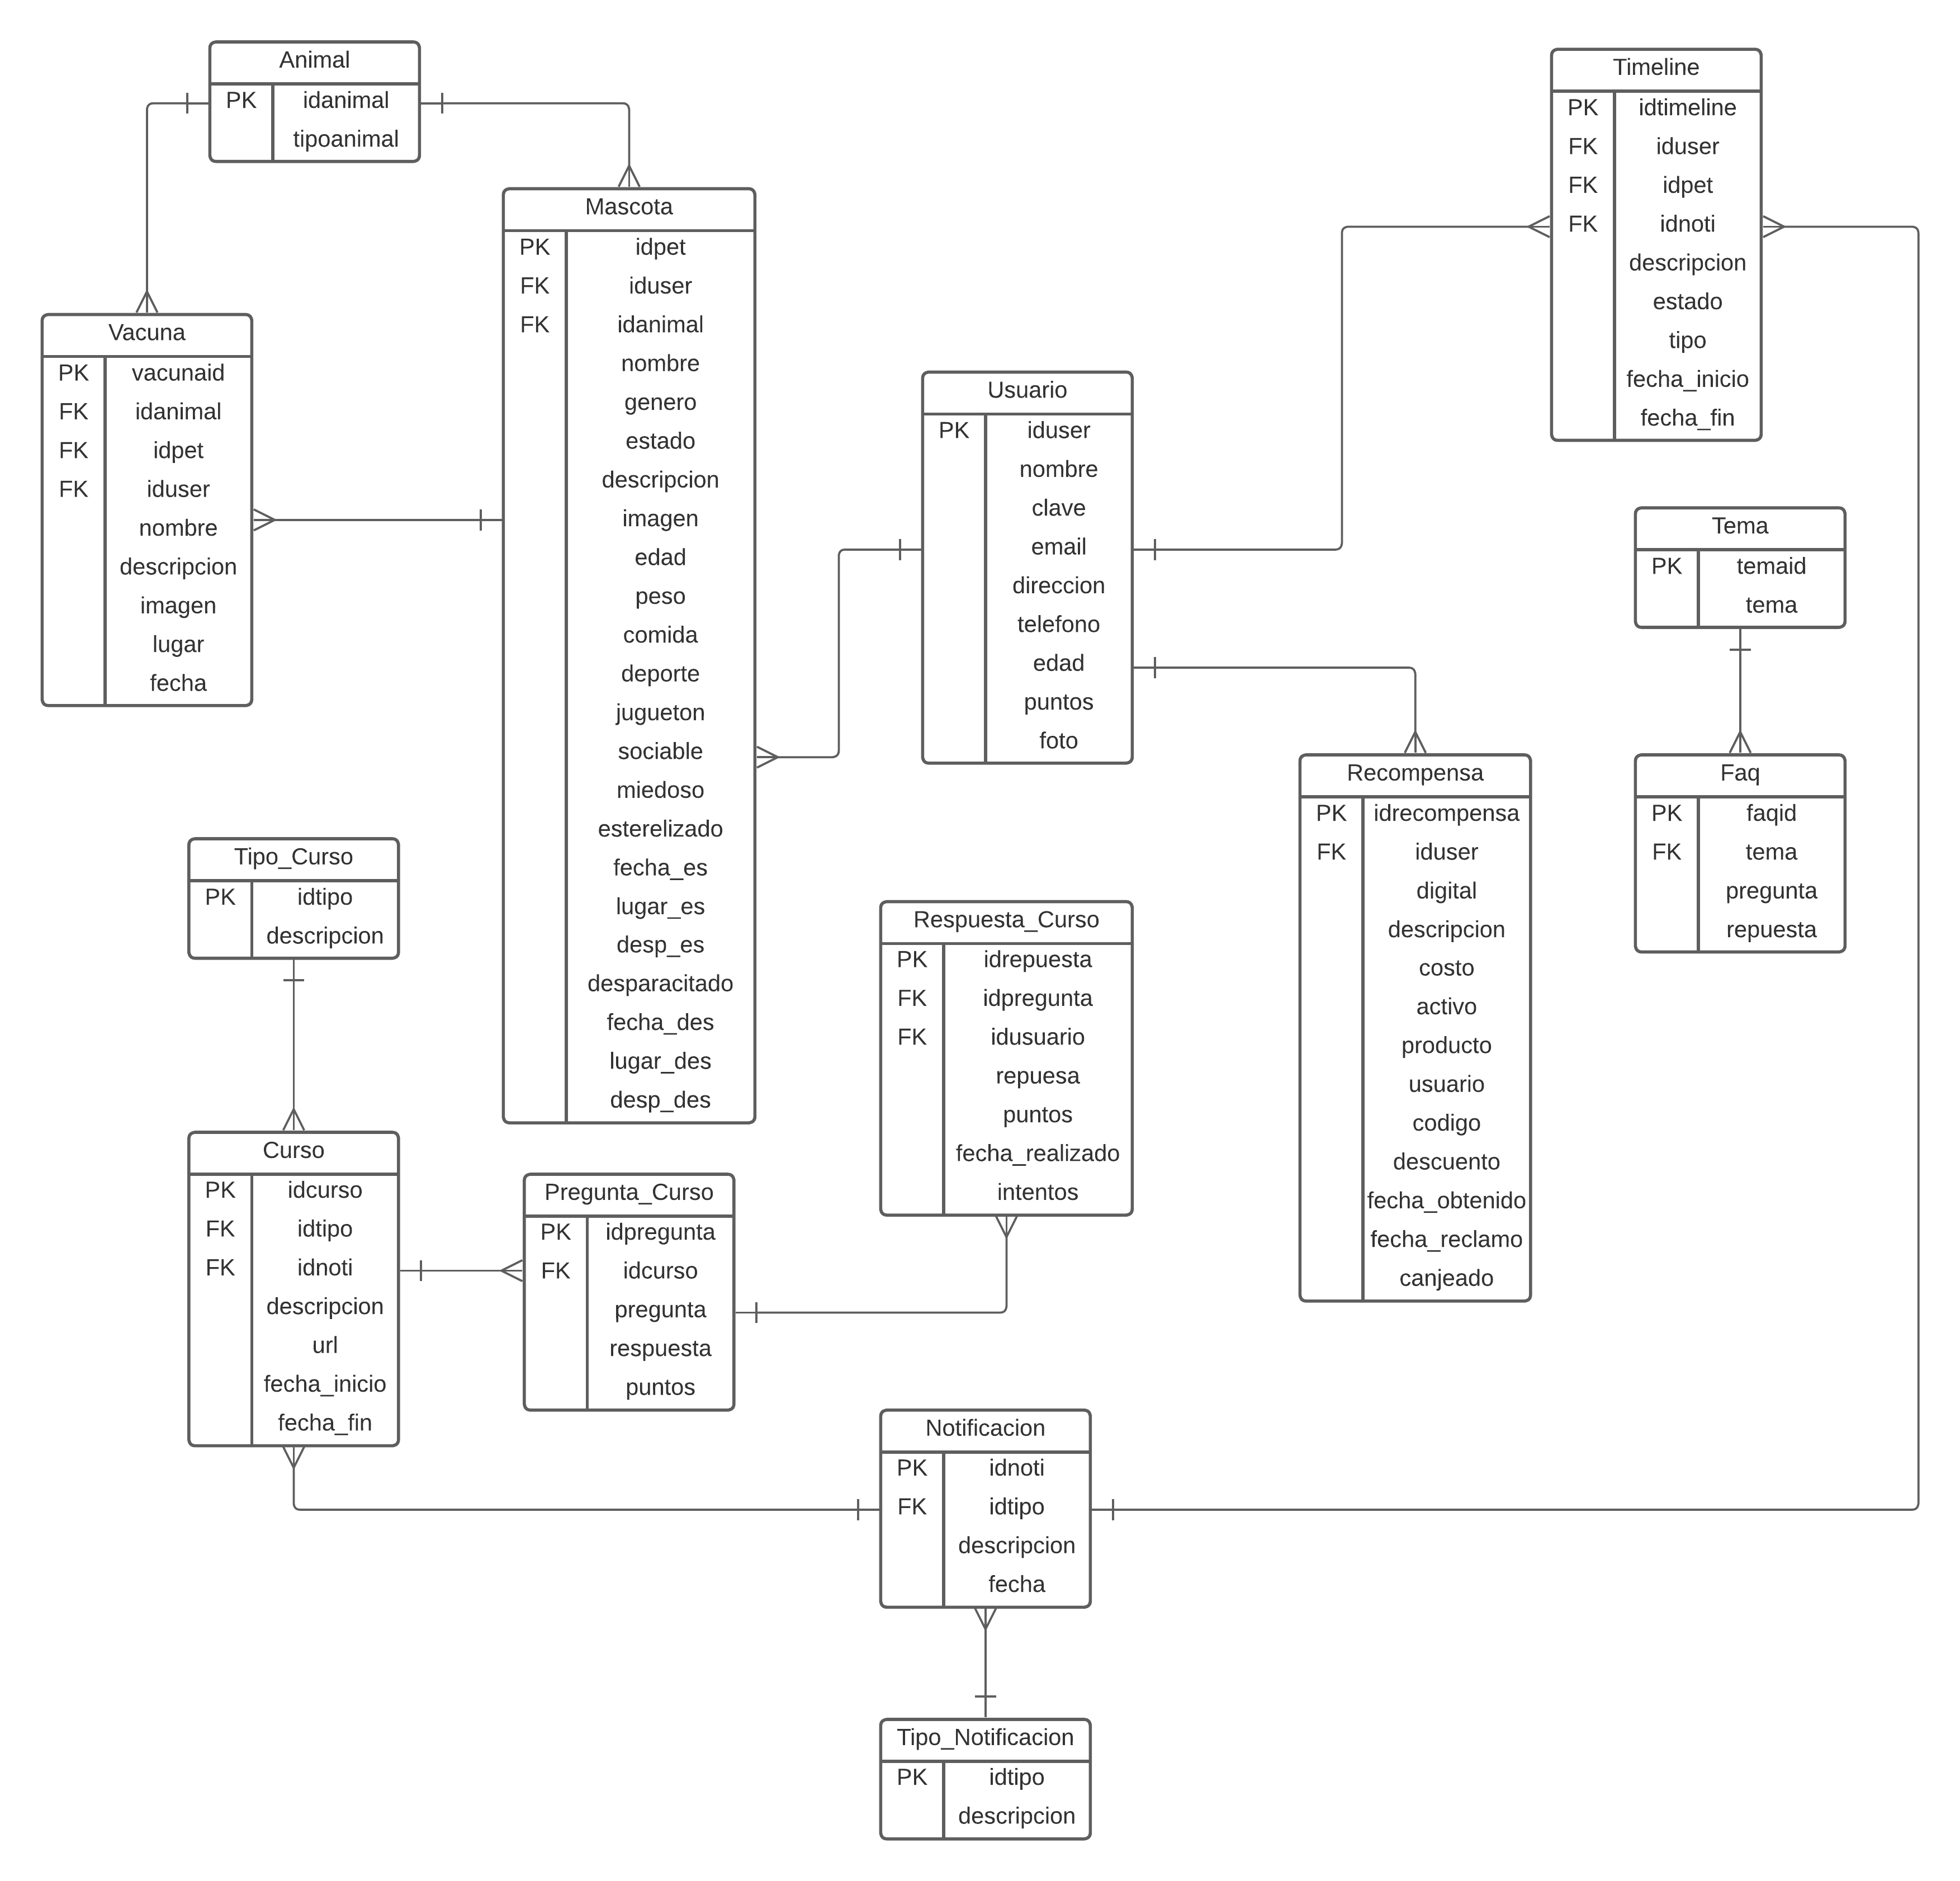 Animal
PK idanimal
tipoanimal
Timeline
PK idtimeline
FK iduser
FK idpet
FK idnoti
descripcion
estado
tipo
fecha_inicio
fecha_fin
Mascota
PK idpet
FK iduser
FK idanimal
nombre
genero
estado
descripcion
imagen
edad
peso
comida
deporte
jugueton
sociable
miedoso
esterelizado
fecha_es
lugar_es
desp_es
desparacitado
fecha_des
lugar_des
desp_des
Vacuna
PK vacunaid
FK idanimal
FK idpet
FK iduser
nombre
descripcion
imagen
lugar
fecha
Usuario
PK iduser
nombre
clave
email
direccion
telefono
edad
puntos
foto
Tema
PK temaid
tema
Recompensa
PK idrecompensa
FK iduser
digital
descripcion
costo
activo
producto
usuario
codigo
descuento
fecha_obtenido
fecha_reclamo
canjeado
Faq
PK faqid
FK tema
pregunta
repuesta
Tipo_Curso
PK idtipo
descripcion
Respuesta_Curso
PK idrepuesta
FK idpregunta
FK idusuario
repuesa
puntos
fecha_realizado
intentos
Curso
PK idcurso
FK idtipo
FK idnoti
descripcion
url
fecha_inicio
fecha_fin
Pregunta_Curso
PK idpregunta
FK idcurso
pregunta
respuesta
puntos
Notificacion
PK idnoti
FK idtipo
descripcion
fecha
Tipo_Notificacion
PK idtipo
descripcion